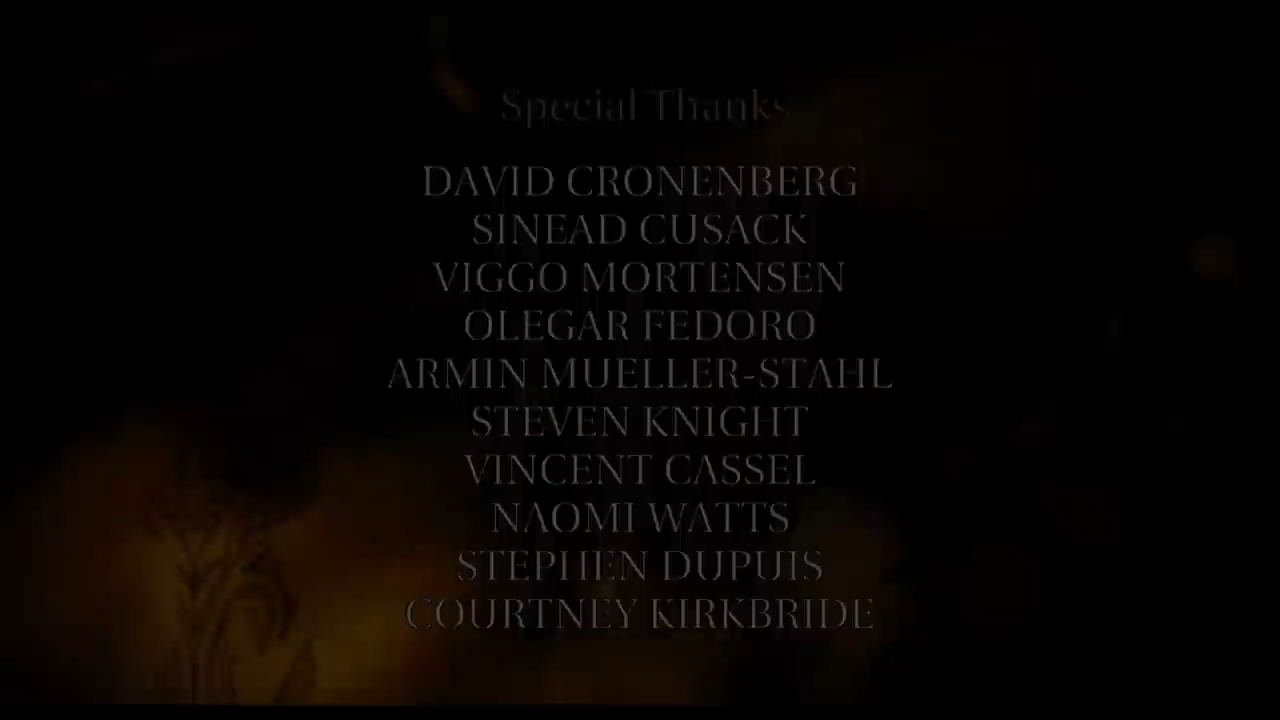 Special Thanks
DAVID CRONENBERG
SINEAD CUSACK
VIGGO MORTENSEN
OLEGAR FEDORO
ARMIN MUELLER-STAHL
STEVEN KNIGHT
VINCENT CASSEL
NAOMI WATTS
STEPHEN DUPUIS
COURTNEY KIRKBRIDE